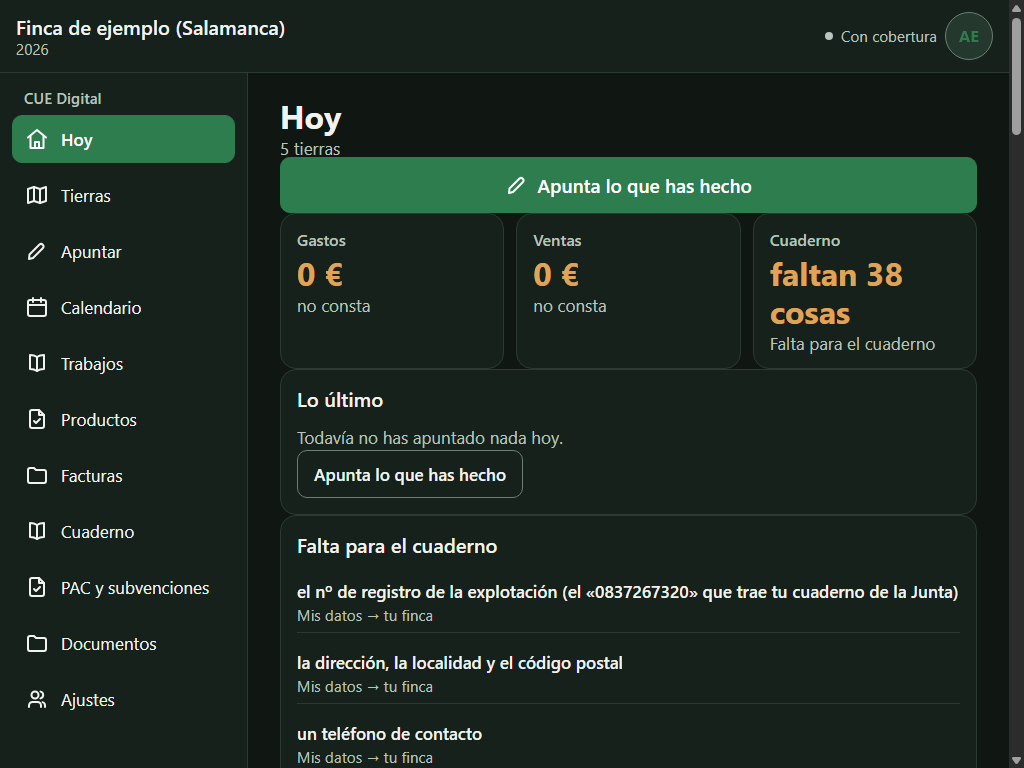 Finca de ejemplo (Salamanca)
2026
Con cobertura
AE
CUE Digital
Hoy
Tierras
Apuntar
Calendario
Trabajos
Productos
Facturas
Cuaderno
PAC y subvenciones
Documentos
Ajustes
Hoy
5 tierras
Apunta lo que has hecho
Gastos
0 €
no consta
Ventas
0 €
no consta
Cuaderno
faltan 38
cosas
Falta para el cuaderno
Lo último
Todavía no has apuntado nada hoy.
Apunta lo que has hecho
Falta para el cuaderno
el nº de registro de la explotación (el «0837267320» que trae tu cuaderno de la Junta)
Mis datos → tu finca
la dirección, la localidad y el código postal
Mis datos → tu finca
un teléfono de contacto
Mis datos → tu finca